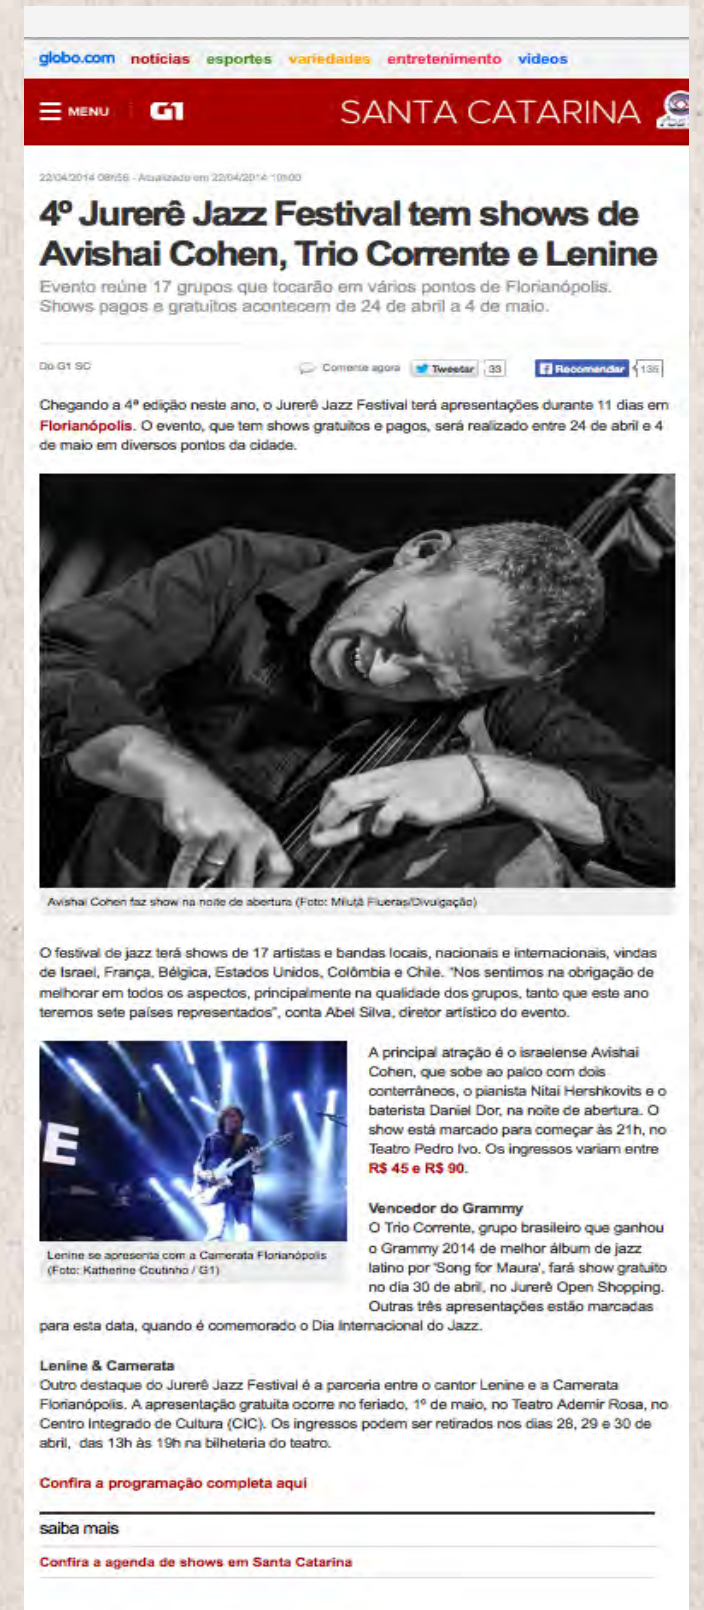 globo.com notícias esportes variedades entretenimento vídeos
MENU G1 SANTA CATARINA
22/04/2014 08h56 - Atualizado em 22/04/2014 10h00
4º Jurerê Jazz Festival tem shows de
Avishai Cohen, Trio Corrente e Lenine
Evento reúne 17 grupos que tocarão em vários pontos de Florianópolis.
Shows pagos e gratuitos acontecem de 24 de abril a 4 de maio.
Do G1 SC
Comente agora Tweetar 33 Recomendar 135
Chegando a 4ª edição neste ano, o Jurerê Jazz Festival terá apresentações durante 11 dias em
Florianópolis. O evento, que tem shows gratuitos e pagos, será realizado entre 24 de abril e 4
de maio em diversos pontos da cidade.
Avishai Cohen faz show na noite de abertura (Foto: Milutá Flueras/Divulgação)
O festival de jazz terá shows de 17 artistas e bandas locais, nacionais e internacionais, vindas
de Israel, França, Bélgica, Estados Unidos, Colômbia e Chile. "Nos sentimos na obrigação de
melhorar em todos os aspectos, principalmente na qualidade dos grupos, tanto que este ano
teremos sete países representados", conta Abel Silva, diretor artístico do evento.
A principal atração é o israelense Avishai
Cohen, que sobe ao palco com dois
conterrâneos, o pianista Nitai Hershkovits e o
baterista Daniel Dor, na noite de abertura. O
show está marcado para começar às 21h, no
Teatro Pedro Ivo. Os ingressos variam entre
R$ 45 e R$ 90.
Lenine se apresenta com a Camerata Florianópolis
(Foto: Katherine Coutinho / G1)
Vencedor do Grammy
O Trio Corrente, grupo brasileiro que ganhou
o Grammy 2014 de melhor álbum de jazz
latino por 'Song for Maura', fará show gratuito
no dia 30 de abril, no Jurerê Open Shopping.
Outras três apresentações estão marcadas
para esta data, quando é comemorado o Dia Internacional do Jazz.
Lenine & Camerata
Outro destaque do Jurerê Jazz Festival é a parceria entre o cantor Lenine e a Camerata
Florianópolis. A apresentação gratuita ocorre no feriado, 1º de maio, no Teatro Ademir Rosa, no
Centro Integrado de Cultura (CIC). Os ingressos podem ser retirados nos dias 28, 29 e 30 de
abril, das 13h às 19h na bilheteria do teatro.
Confira a programação completa aqui
saiba mais
Confira a agenda de shows em Santa Catarina